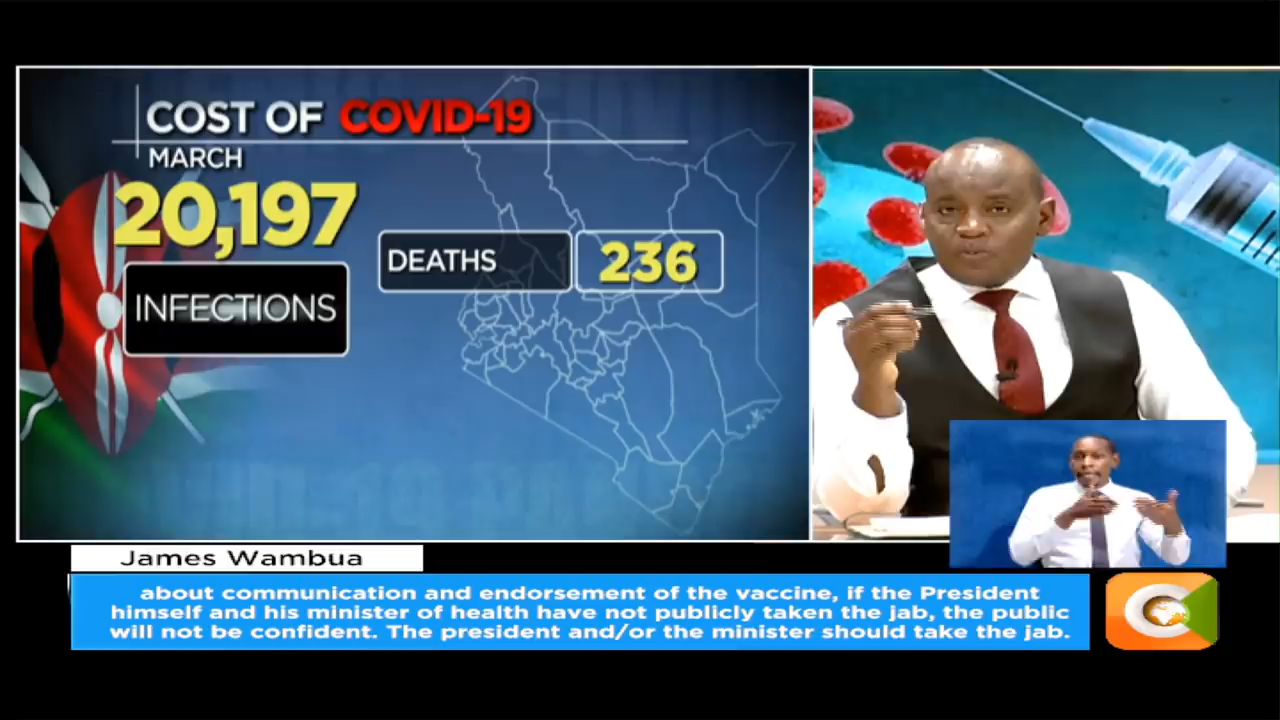 COST OF COVID-19
MARCH
20,197
INFECTIONS
DEATHS 236
James Wambua
about communication and endorsement of the vaccine, if the President
himself and his minister of health have not publicly taken the jab, the public
will not be confident. The president and/or the minister should take the jab.